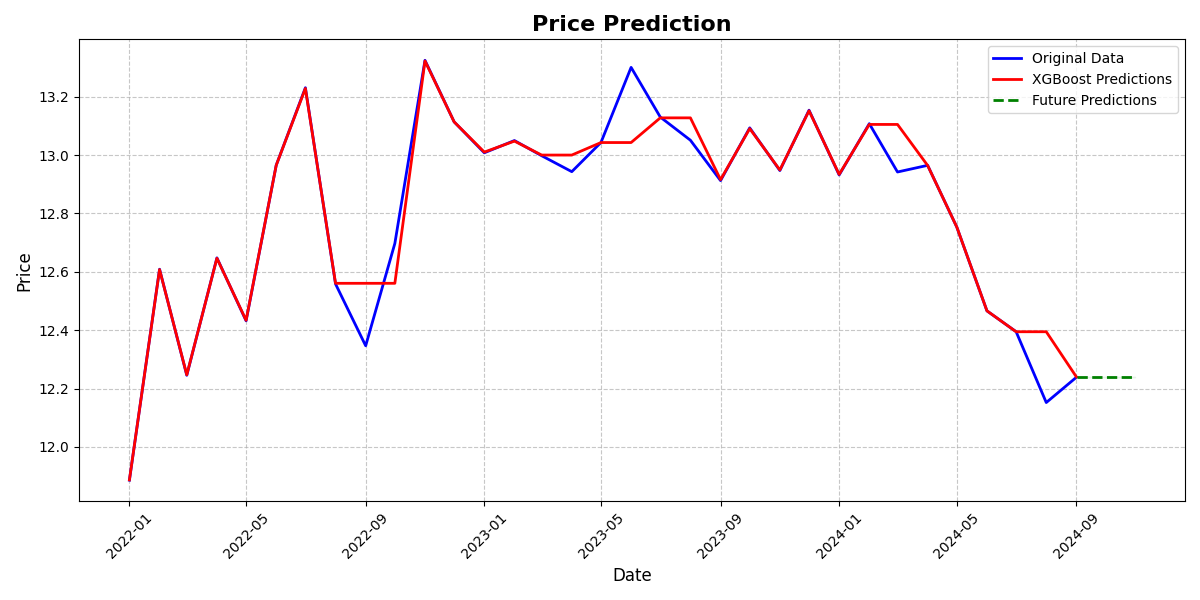 Price Prediction
Original Data
XGBoost Predictions
Future Predictions
Price
13.2
13.0
12.8
12.6
12.4
12.2
12.0
2022-01
2022-05
2022-09
2023-01
2023-05
2023-09
2024-01
2024-05
2024-09
Date